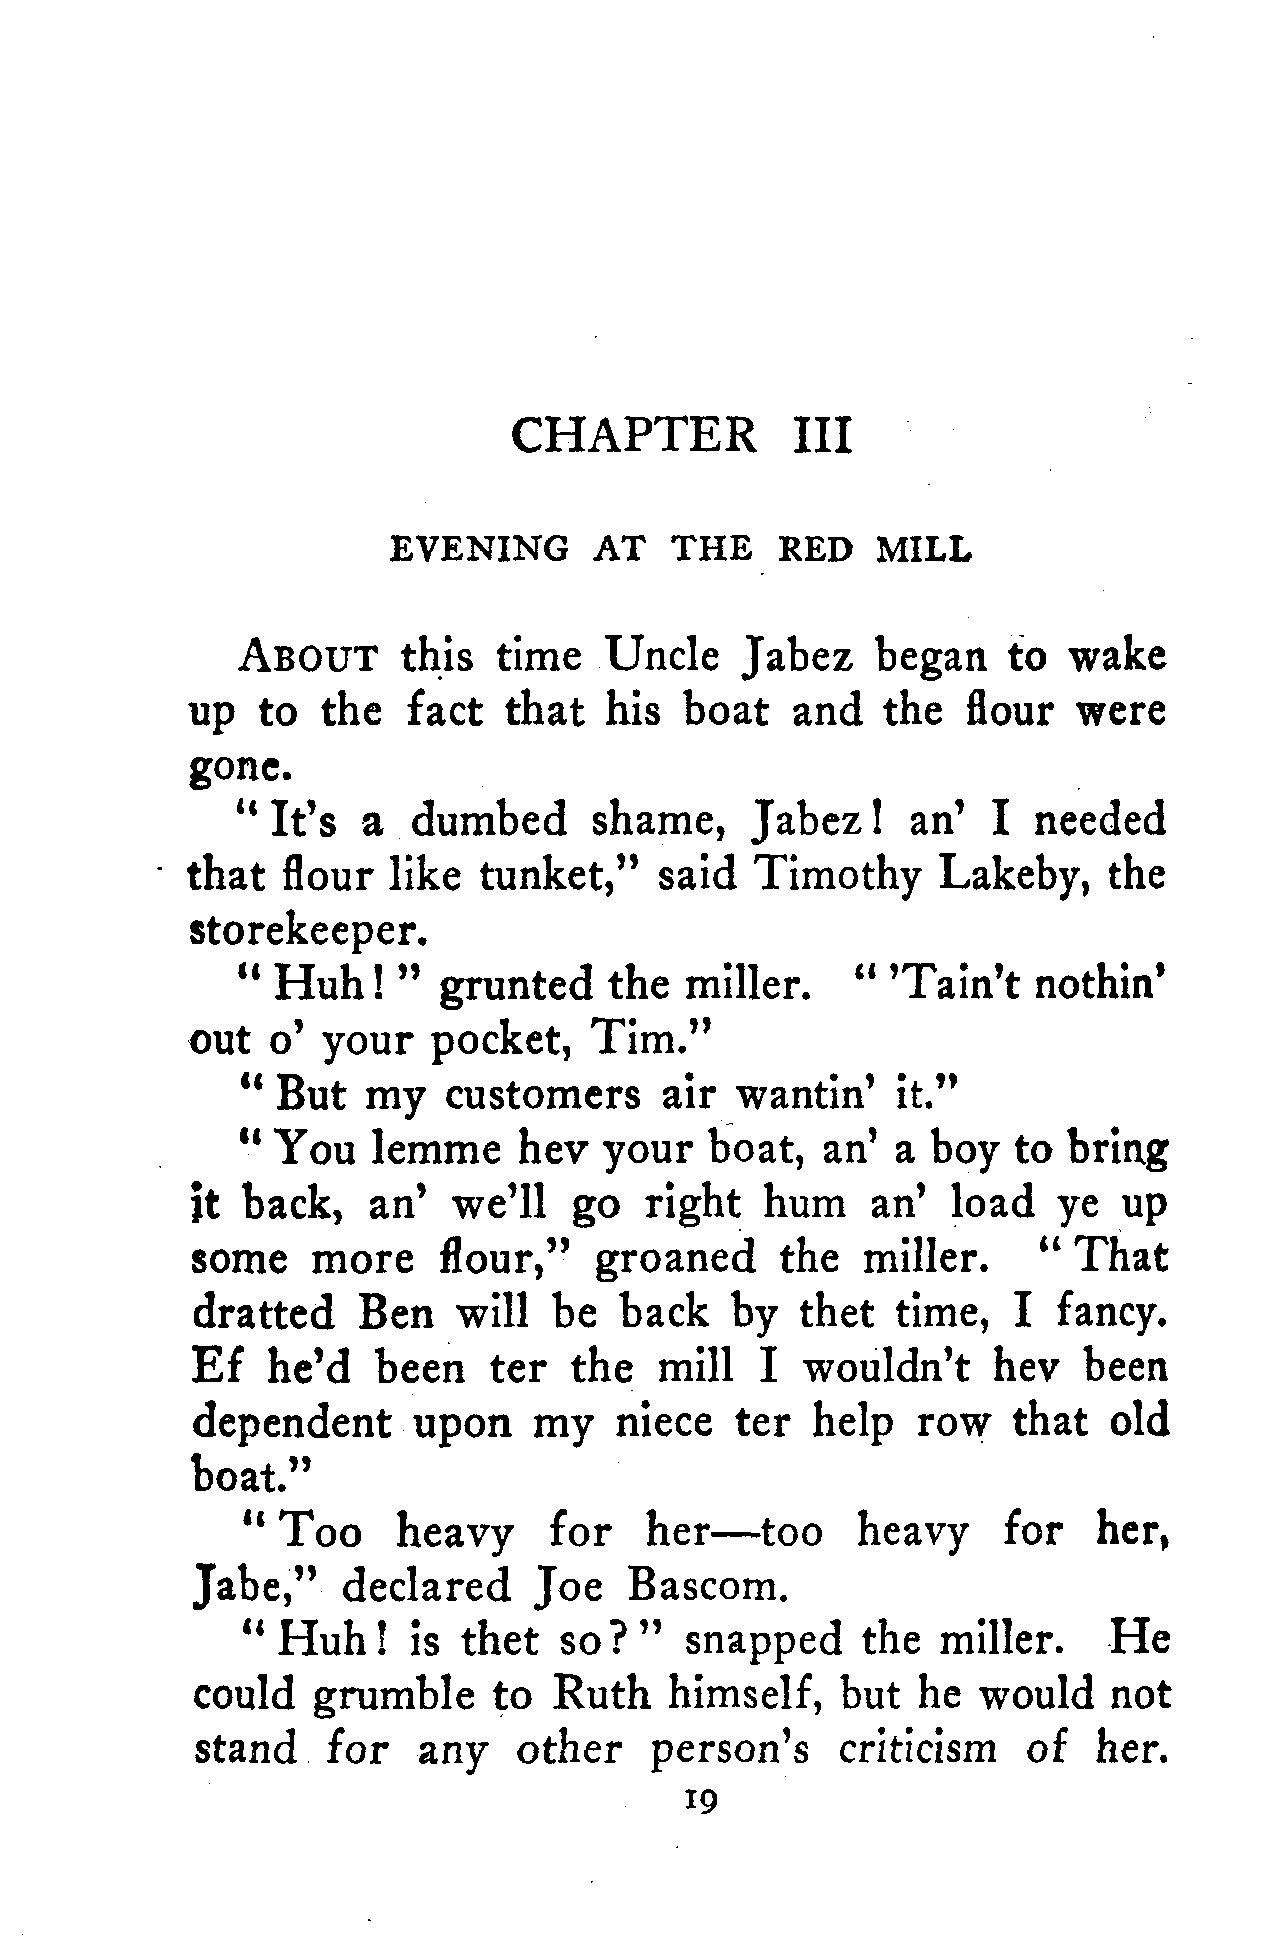 CHAPTER III
EVENING AT THE RED MILL
ABOUT this time Uncle Jabez began to wake
up to the fact that his boat and the flour were
gone.
“ It’s a dumbed shame, Jabez! an’ I needed
that flour like tunket,” said Timothy Lakeby, the
storekeeper.
“ Huh! ” grunted the miller. “ ’Tain’t nothin’
out o’ your pocket, Tim.”
“ But my customers air wantin’ it.”
“ You lemme hev your boat, an’ a boy to bring
it back, an’ we’ll go right hum an’ load ye up
some more flour,” groaned the miller. “ That
dratted Ben will be back by thet time, I fancy.
Ef he’d been ter the mill I wouldn’t hev been
dependent upon my niece ter help row that old
boat.”
“ Too heavy for her—too heavy for her,
Jabe,” declared Joe Bascom.
“ Huh! is thet so? ” snapped the miller. He
could grumble to Ruth himself, but he would not
stand for any other person’s criticism of her.
19